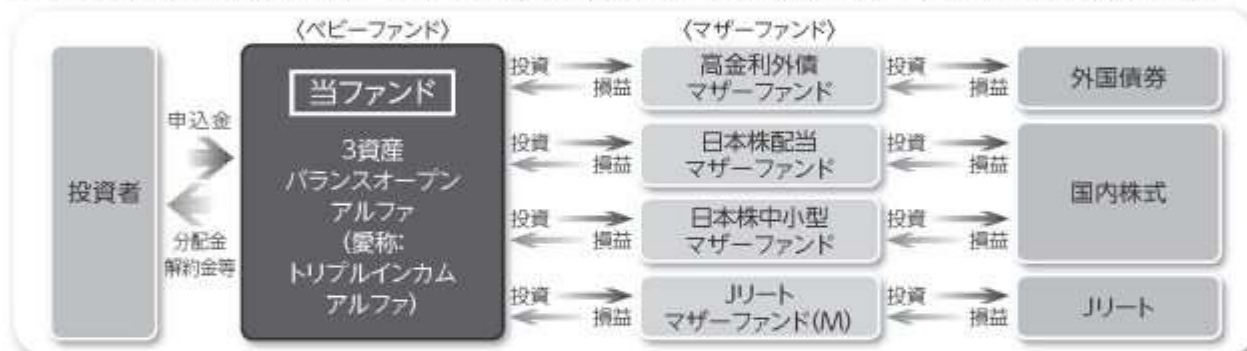 〈ベビーファンド〉
〈マザーファンド〉
投資者
申込金
分配金
解約金等
当ファンド
3資産
バランスオープン
アルファ
(愛称:
トリプルインカム
アルファ)
投資
損益
高金利外債
マザーファンド
投資
損益
外国債券
投資
損益
日本株配当
マザーファンド
投資
損益
国内株式
投資
損益
日本株中小型
マザーファンド
投資
損益
投資
損益
Jリート
マザーファンド(M)
投資
損益
Jリート